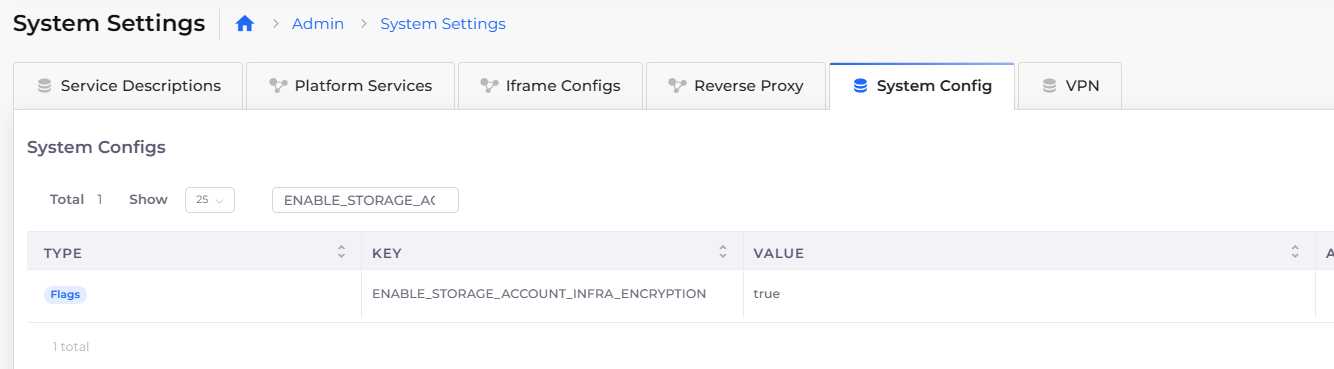 System Settings Admin System Settings
Service Descriptions Platform Services Iframe Configs Reverse Proxy System Config VPN
System Configs
Total 1 Show 25 ENABLE_STORAGE_AC
TYPE KEY VALUE A
Flags ENABLE_STORAGE_ACCOUNT_INFRA_ENCRYPTION true
1 total